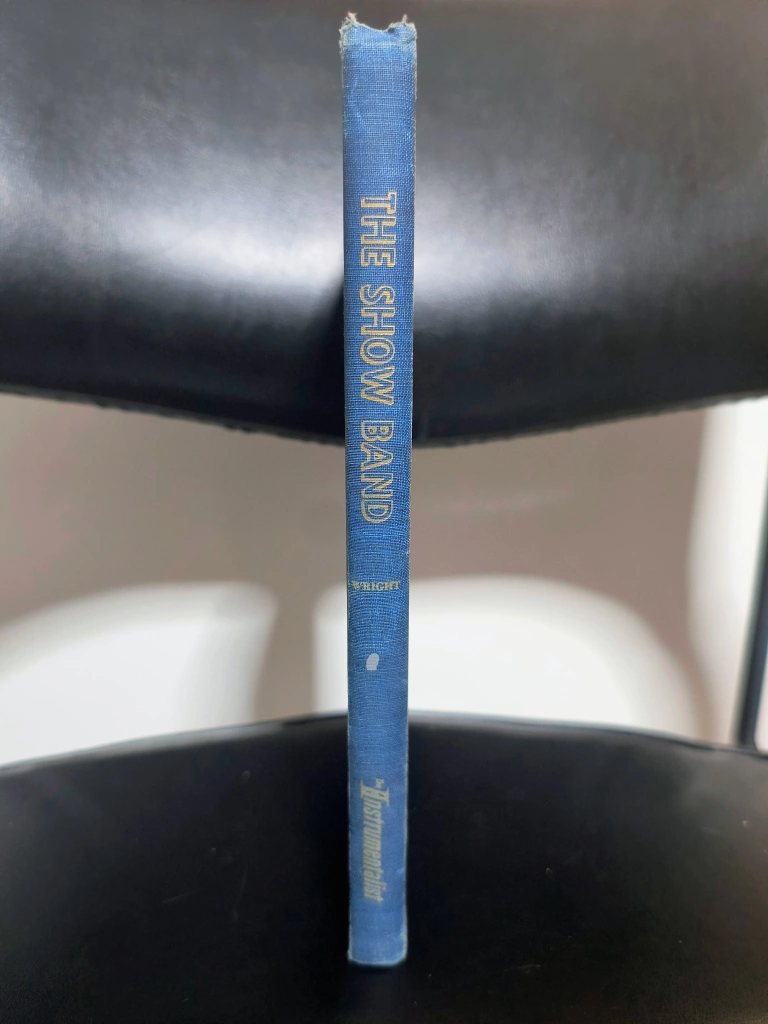 THE SHOW BAND
WRIGHT
The Instrumentalist